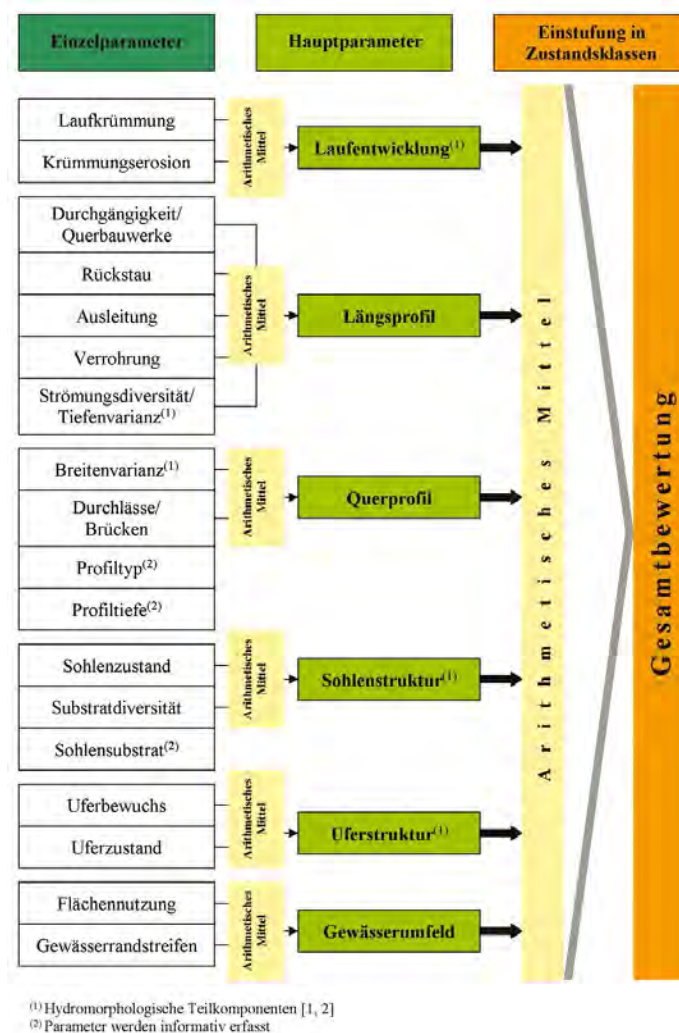 Einzelparameter
Hauptparameter
Einstufung in
Zustandsklassen
Laufkrümmung
Krümmungserosion
Arithmetisches
Mittel
Laufentwicklung(1)
Durchgängigkeit/
Querbauwerke
Rückstau
Ausleitung
Verrohrung
Strömungsdiversität/
Tiefenvarianz(1)
Arithmetisches
Mittel
Längsprofil
Breitenvarianz(1)
Durchlässe/
Brücken
Profiltyp(2)
Profiltiefe(2)
Arithmetisches
Mittel
Querprofil
Sohlenzustand
Substratdiversität
Sohlensubstrat(2)
Arithmetisches
Mittel
Sohlenstruktur(1)
Uferbewuchs
Uferzustand
Arithmetisches
Mittel
Uferstruktur(1)
Flächennutzung
Gewässerrandstreifen
Arithmetisches
Mittel
Gewässerumfeld
Arithmetisches Mittel
Gesamtbewertung
(1) Hydromorphologische Teilkomponenten [1, 2]
(2) Parameter werden informativ erfasst